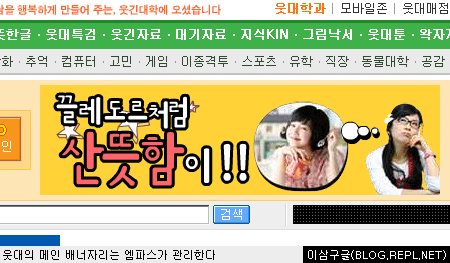 을 행복하게 만들어 주는, 웃긴대학에 오셨습니다
웃대학과 | 모바일존 | 웃대매점
뜻한글 · 웃대특검 · 웃긴자료 · 대기자료 · 지식KIN · 그림낙서 · 웃대툰 · 왁자
화 · 추억 · 컴퓨터 · 고민 · 게임 · 이종격투 · 스포츠 · 유학 · 직장 · 동물대학 · 공감
끌레도르처럼
산뜻함이!!
인
검색
웃대의 메인 배너자리는 엠파스가 관리한다
이삼구글(BLOG.REPL.NET)